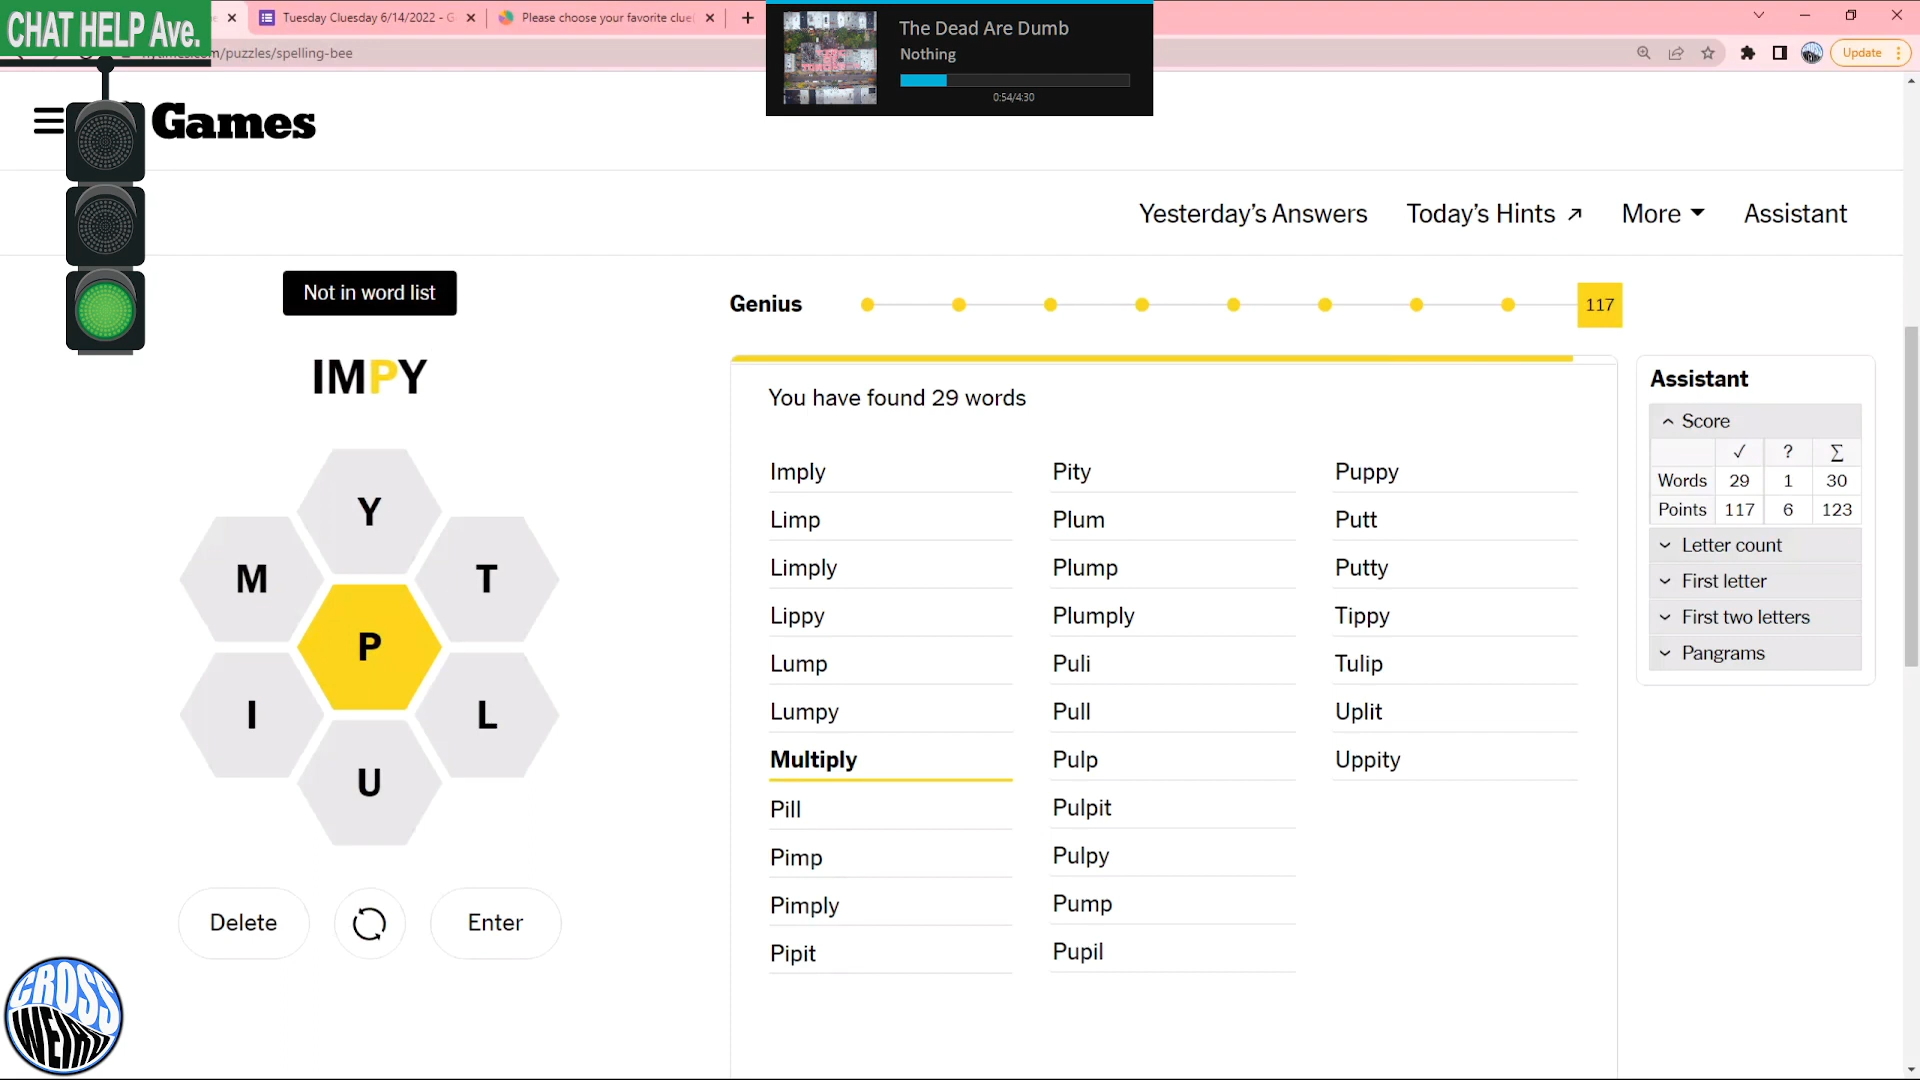 CHAT HELP Ave.
Tuesday Cluesday 6/14/2022 - G
Please choose your favorite clue
The Dead Are Dumb
Nothing
0:54/4:30
/puzzles/spelling-bee
Update
Games
Yesterday's Answers
Today's Hints
More
Assistant
Not in word list
IMPY
Y
M
T
P
I
L
U
Delete
Enter
Genius
117
You have found 29 words
Imply
Limp
Limply
Lippy
Lump
Lumpy
Multiply
Pill
Pimp
Pimply
Pipit
Pity
Plum
Plump
Plumply
Puli
Pull
Pulp
Pulpit
Pulpy
Pump
Pupil
Puppy
Putt
Putty
Tippy
Tulip
Uplit
Uppity
Assistant
Score
✓ ? ∑
Words 29 1 30
Points 117 6 123
Letter count
First letter
First two letters
Pangrams
CROSS
WEIRD